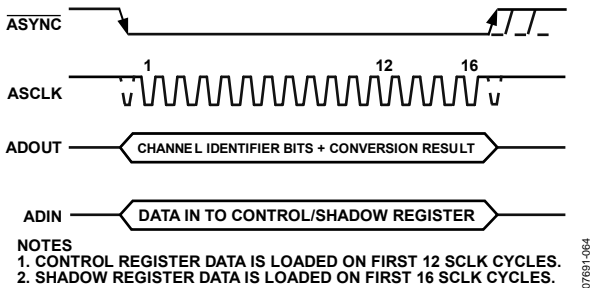 ASYNC
1 12 16
ASCLK
ADOUT CHANNEL IDENTIFIER BITS + CONVERSION RESULT
ADIN DATA IN TO CONTROL/SHADOW REGISTER
NOTES
1. CONTROL REGISTER DATA IS LOADED ON FIRST 12 SCLK CYCLES.
2. SHADOW REGISTER DATA IS LOADED ON FIRST 16 SCLK CYCLES.
07691-064